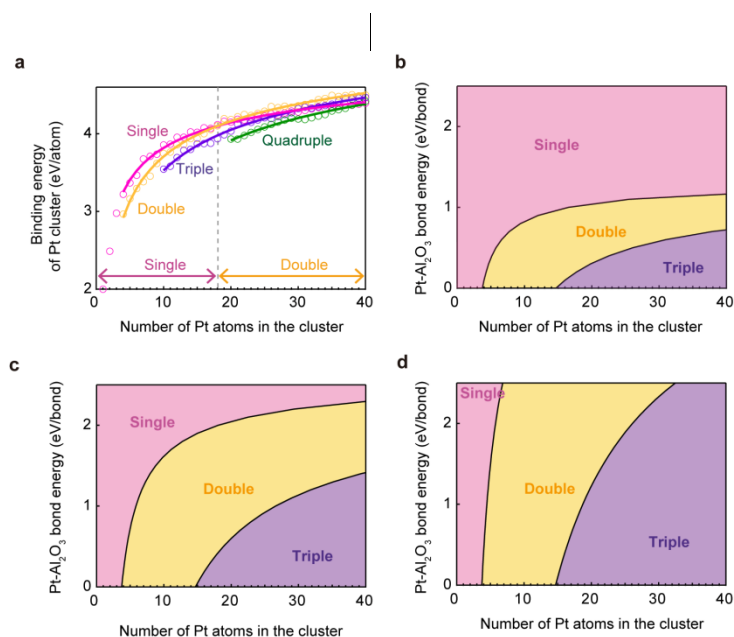 a
Binding energy
of Pt cluster (eV/atom)
4
3
2
Single
Triple
Quadruple
Double
Single
Double
0
10
20
30
40
Number of Pt atoms in the cluster
b
Pt-Al₂O₃ bond energy (eV/bond)
2
1
0
Single
Double
Triple
0
10
20
30
40
Number of Pt atoms in the cluster
c
Pt-Al₂O₃ bond energy (eV/bond)
2
1
0
Single
Double
Triple
0
10
20
30
40
Number of Pt atoms in the cluster
d
Pt-Al₂O₃ bond energy (eV/bond)
2
1
0
Single
Double
Triple
0
10
20
30
40
Number of Pt atoms in the cluster